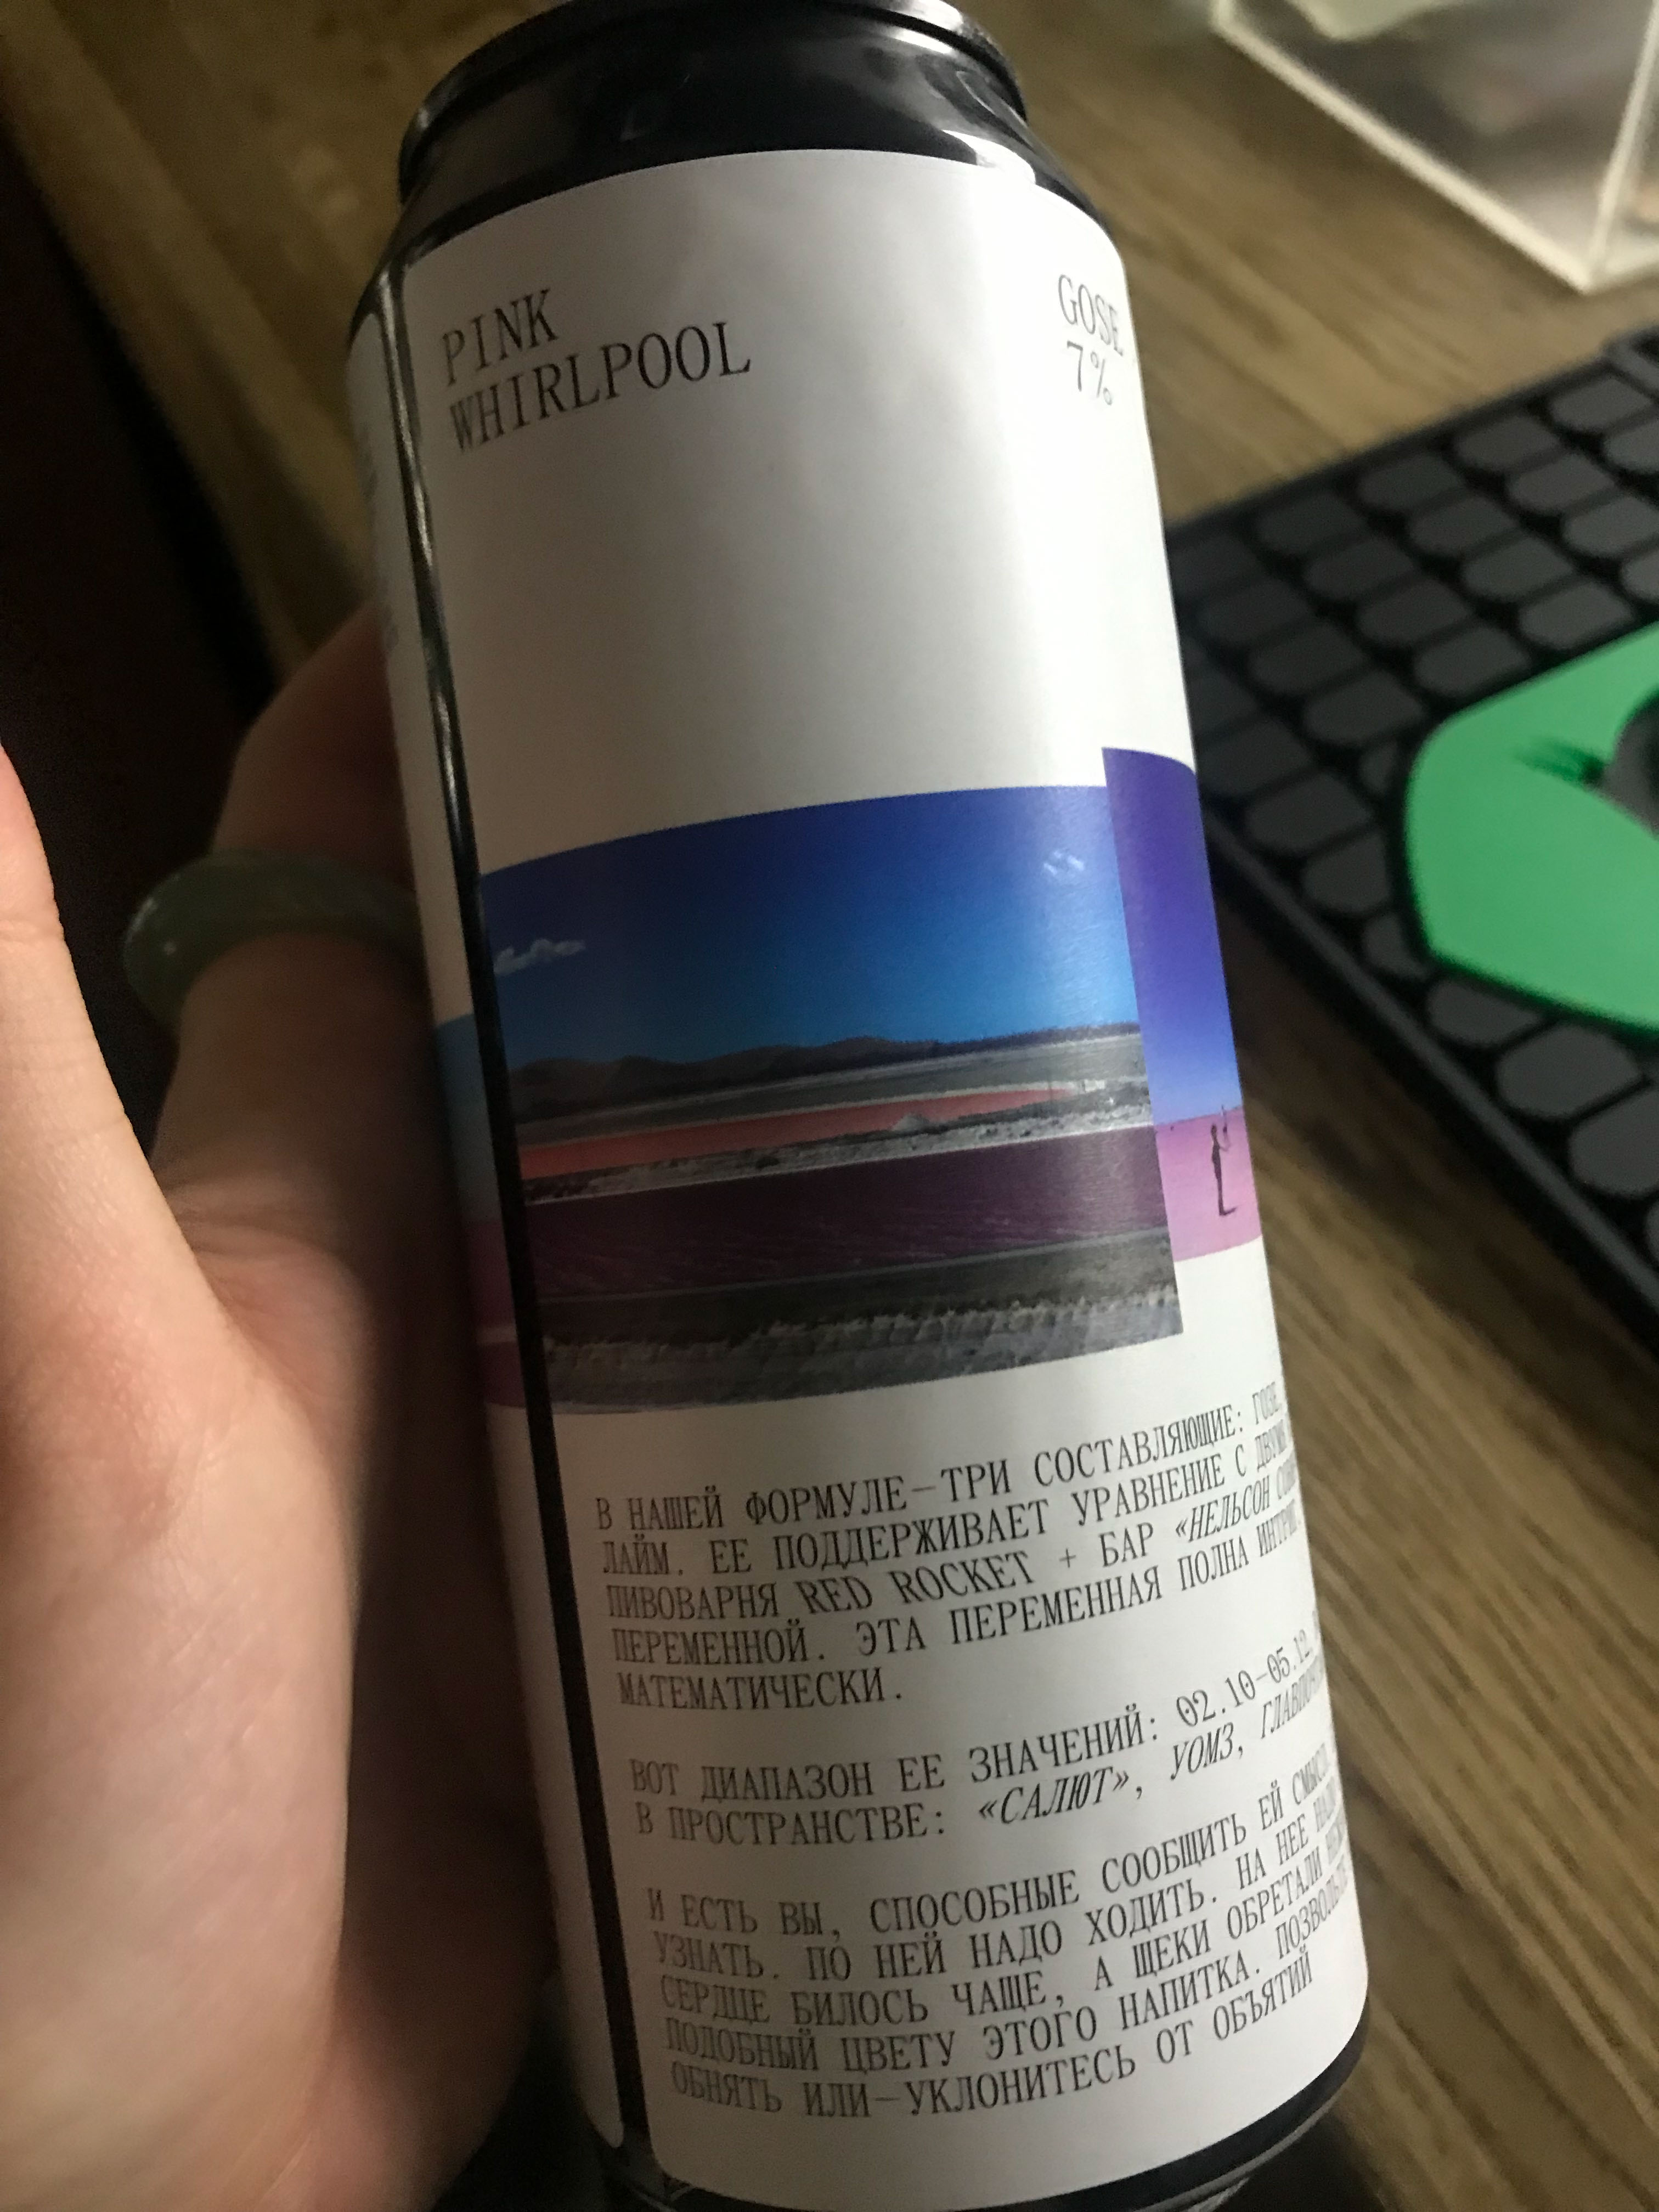 PINK
WHIRLPOOL
GOSE
7%
В НАШЕЙ ФОРМУЛЕ—ТРИ СОСТАВЛЯЮЩИЕ: ГОЗЕ,
ЛАЙМ. ЕЕ ПОДДЕРЖИВАЕТ УРАВНЕНИЕ С ДВУМЯ
ПИВОВАРНЯ RED ROCKET + БАР «НЕЛЬСОН
ПЕРЕМЕННОЙ. ЭТА ПЕРЕМЕННАЯ ПОЛНА
МАТЕМАТИЧЕСКИ.
ВОТ ДИАПАЗОН ЕЕ ЗНАЧЕНИЙ: 02.10—05.12.
В ПРОСТРАНСТВЕ: «САЛЮТ», УОМЗ,
И ЕСТЬ ВЫ, СПОСОБНЫЕ СООБЩИТЬ ЕЙ СМЫСЛ,
УЗНАТЬ. ПО НЕЙ НАДО ХОДИТЬ. НА НЕЕ НАДО
СЕРДЦЕ БИЛОСЬ ЧАЩЕ, А ЩЕКИ ОБРЕТАЛИ
ПОДОБНЫЙ ЦВЕТУ ЭТОГО НАПИТКА. ПОЗВОЛЬТЕ
ОБНЯТЬ ИЛИ—УКЛОНИТЕСЬ ОТ ОБЪЯТИЙ